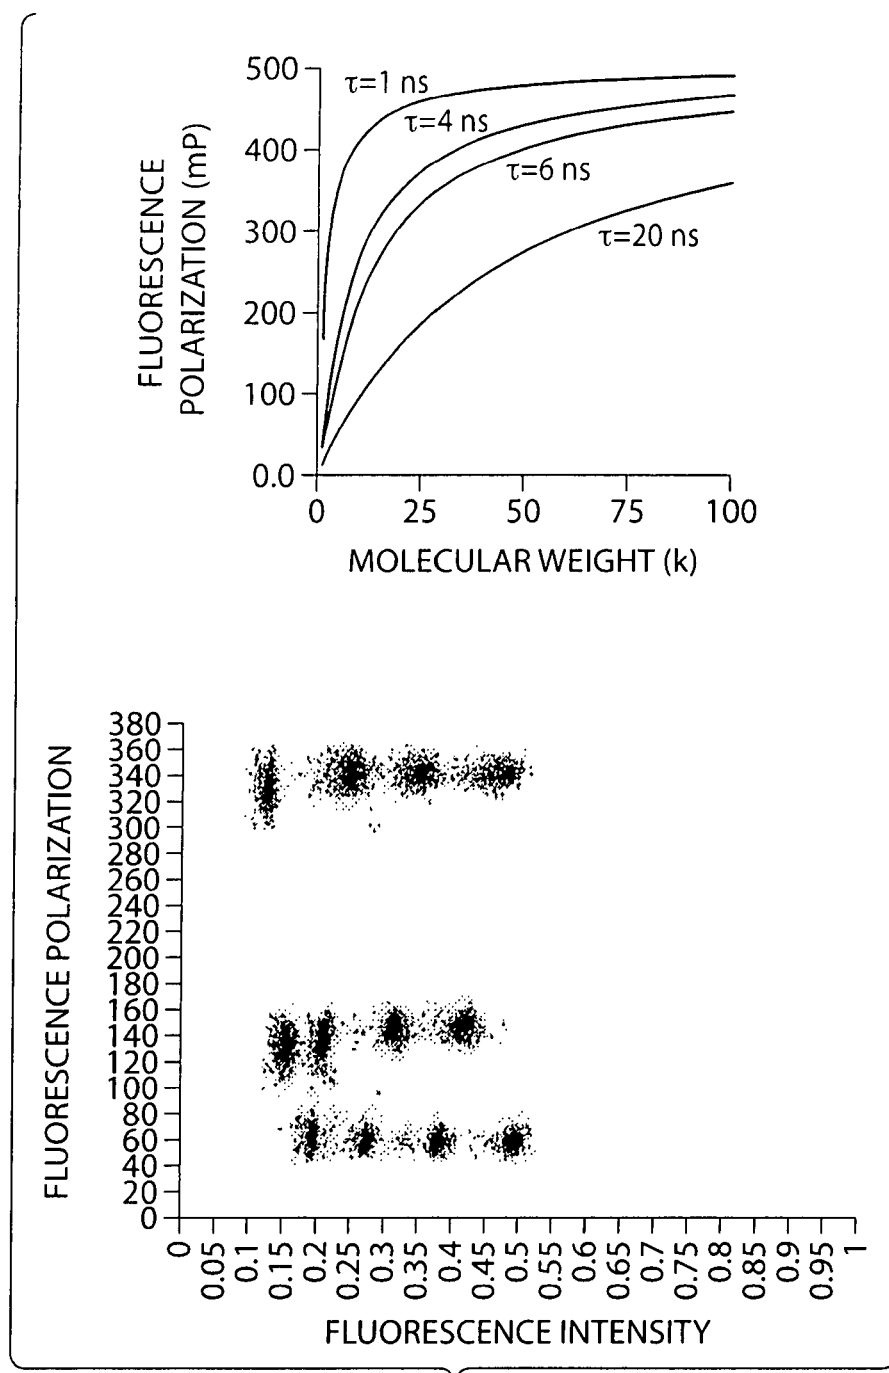 FLUORESCENCE
POLARIZATION (mP)
500
400
300
200
100
0.0
τ=1 ns
τ=4 ns
τ=6 ns
τ=20 ns
0 25 50 75 100
MOLECULAR WEIGHT (k)
FLUORESCENCE POLARIZATION
380
360
340
320
300
280
260
240
220
200
180
160
140
120
100
80
60
40
20
0
0 0.05 0.1 0.15 0.2 0.25 0.3 0.35 0.4 0.45 0.5 0.55 0.6 0.65 0.7 0.75 0.8 0.85 0.9 0.95 1
FLUORESCENCE INTENSITY